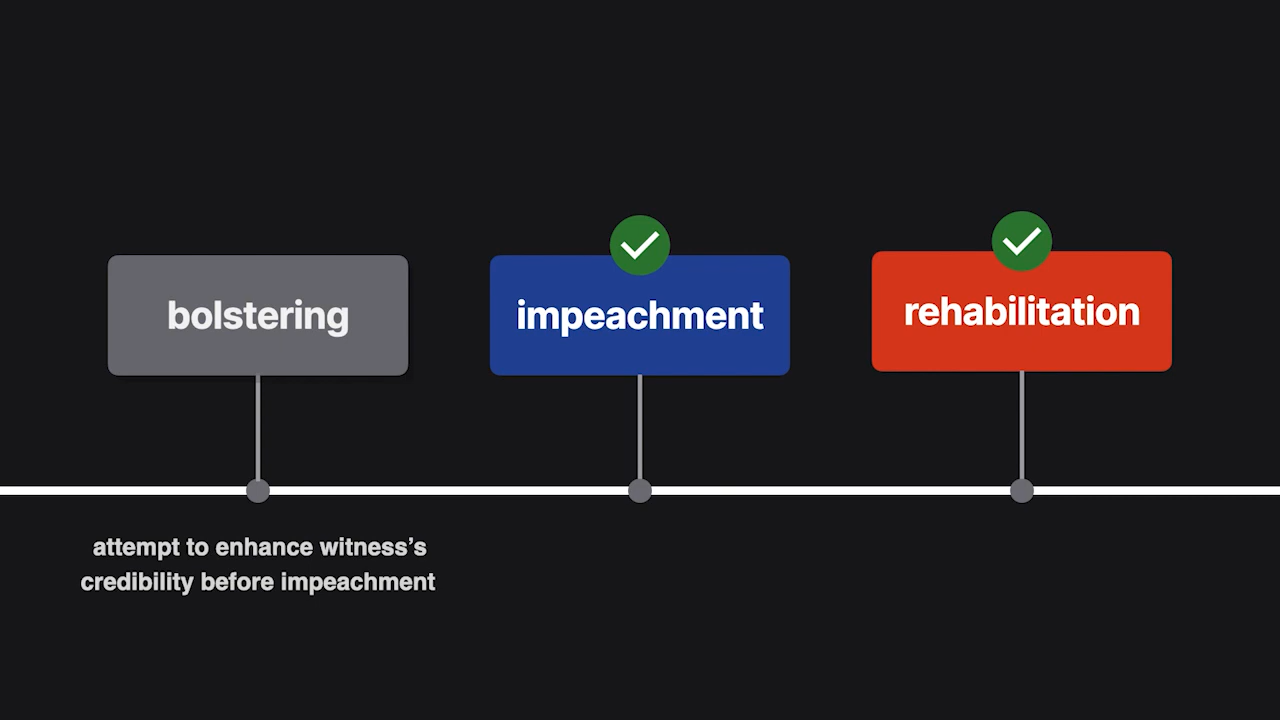 bolstering
impeachment
rehabilitation
attempt to enhance witness’s
credibility before impeachment